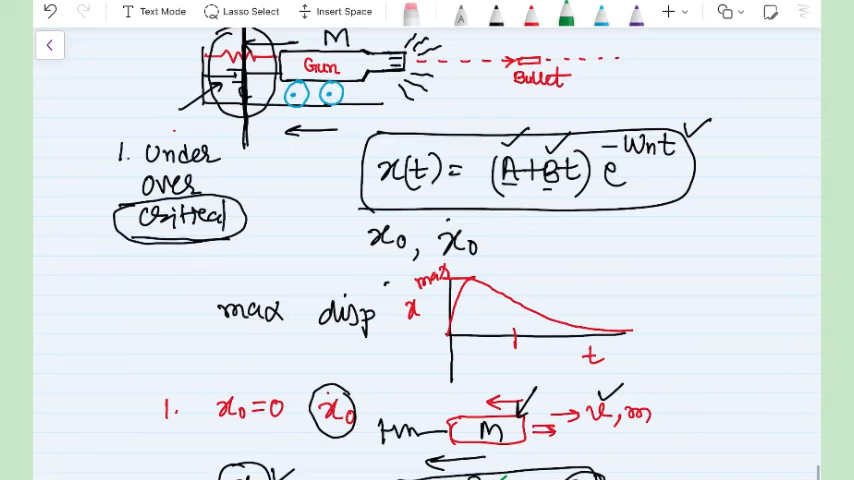 Text Mode Lasso Select Insert Space
M
Gun
Bullet
1. Under
over
critical
x(t) = (A+Bt) e^-Wnt
x₀, ẋ₀
max
x
max disp
t
1. x₀=0 ẋ₀
M
v, m